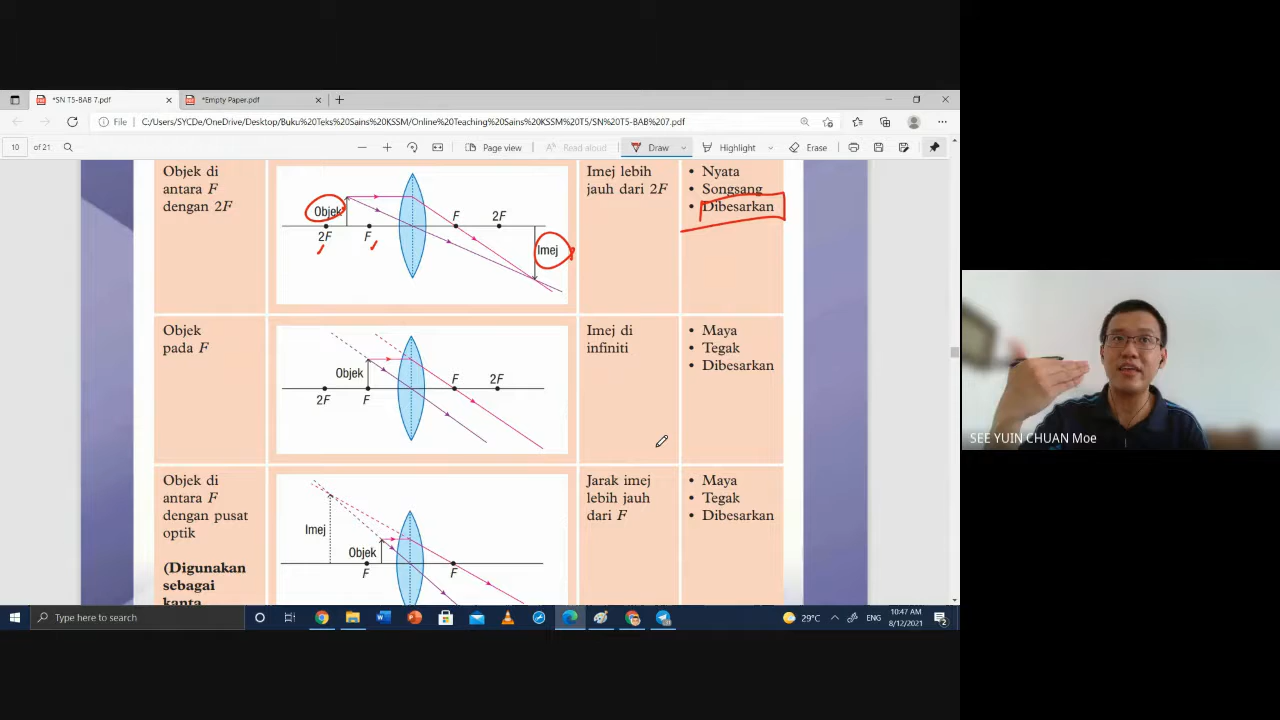 *SN T5-BAB 7.pdf
*Empty Paper.pdf
File
C:/Users/SYCDe/OneDrive/Desktop/Buku%20Teks%20Sains%20KSSM/Online%20Teaching%20Sains%20KSSM%20T5/SN%20T5-BAB%207.pdf
10 of 21
Page view
Read aloud
Draw
Highlight
Erase
Objek di
antara F
dengan 2F
Objek
2F
F
F
2F
Imej
Imej lebih
jauh dari 2F
• Nyata
• Songsang
• Dibesarkan
Objek
pada F
Objek
2F
F
F
2F
Imej di
infiniti
• Maya
• Tegak
• Dibesarkan
Objek di
antara F
dengan pusat
optik
(Digunakan
sebagai
kanta
Imej
Objek
F
F
Jarak imej
lebih jauh
dari F
• Maya
• Tegak
• Dibesarkan
SEE YUIN CHUAN Moe
Type here to search
29°C
ENG
10:47 AM
8/12/2021
2